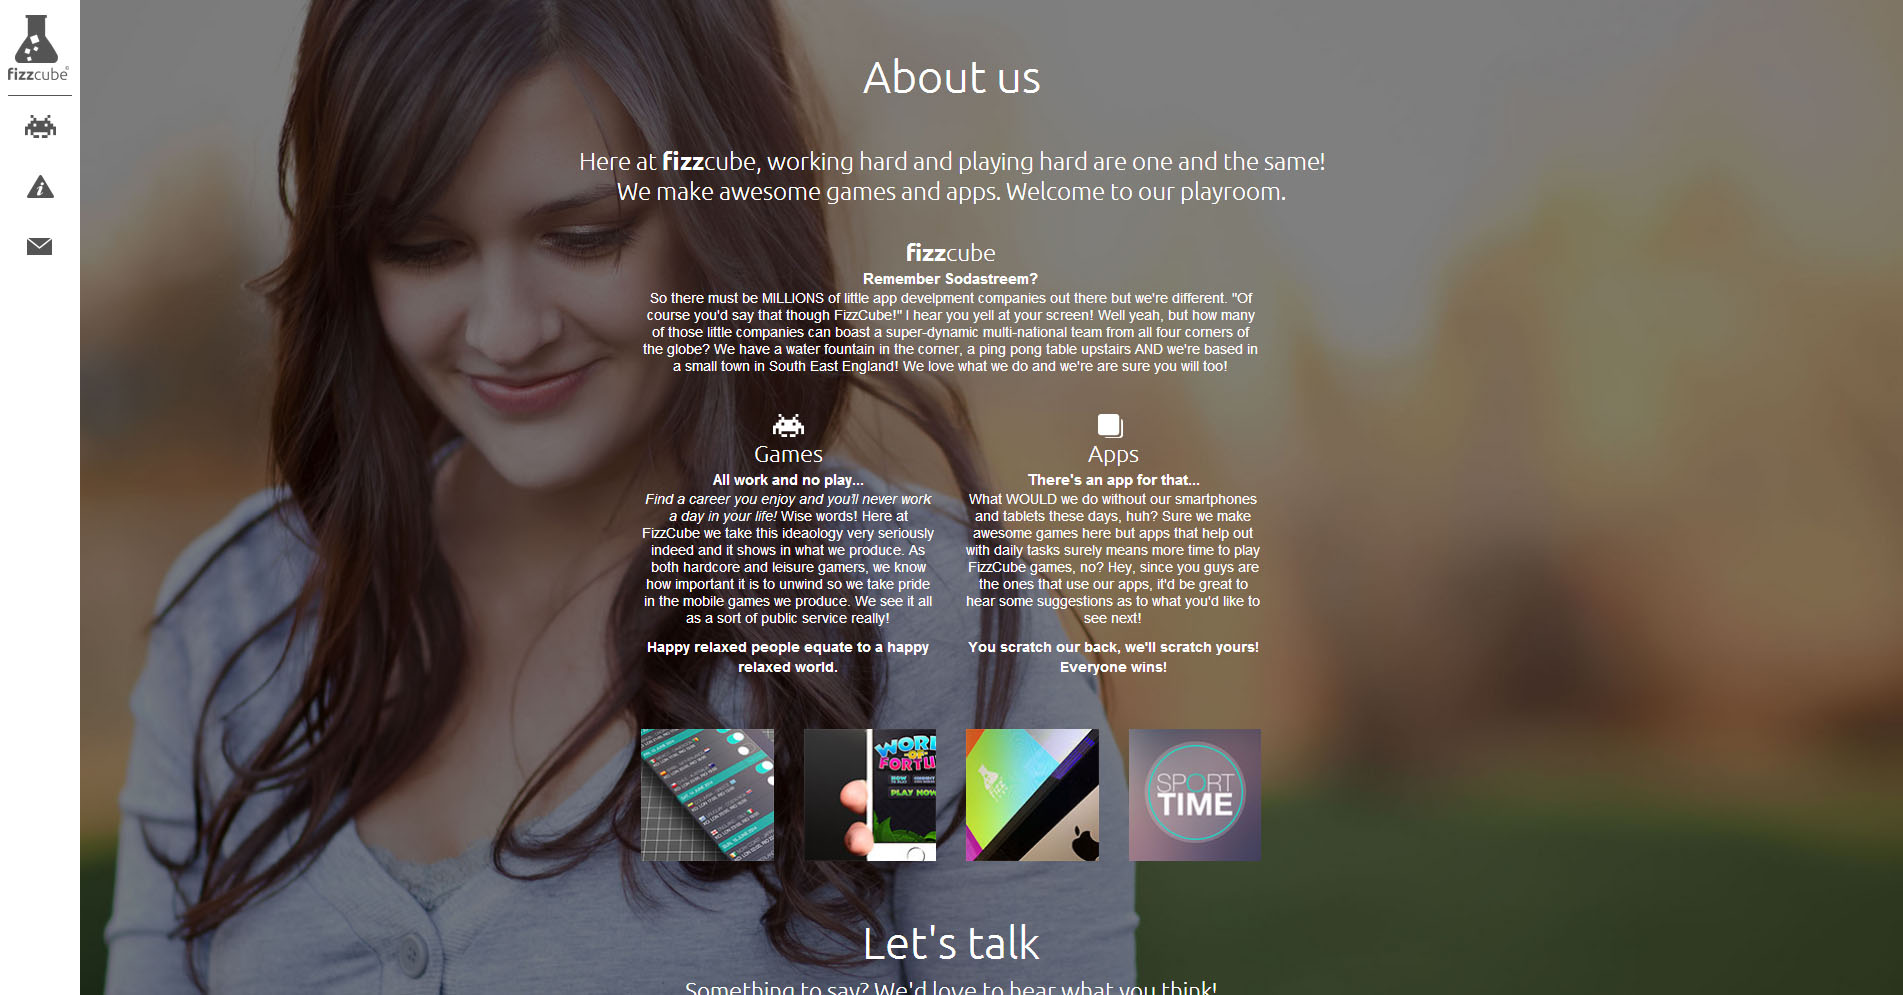 fizzcube
About us
Here at fizzcube, working hard and playing hard are one and the same!
We make awesome games and apps. Welcome to our playroom.
fizzcube
Remember Sodastreem?
So there must be MILLIONS of little app develpment companies out there but we're different. "Of
course you'd say that though FizzCube!" I hear you yell at your screen! Well yeah, but how many
of those little companies can boast a super-dynamic multi-national team from all four corners of
the globe? We have a water fountain in the corner, a ping pong table upstairs AND we're based in
a small town in South East England! We love what we do and we're are sure you will too!
Games
All work and no play...
Find a career you enjoy and you'll never work
a day in your life! Wise words! Here at
FizzCube we take this ideaology very seriously
indeed and it shows in what we produce. As
both hardcore and leisure gamers, we know
how important it is to unwind so we take pride
in the mobile games we produce. We see it all
as a sort of public service really!
Happy relaxed people equate to a happy
relaxed world.
Apps
There's an app for that...
What WOULD we do without our smartphones
and tablets these days, huh? Sure we make
awesome games here but apps that help out
with daily tasks surely means more time to play
FizzCube games, no? Hey, since you guys are
the ones that use our apps, it'd be great to
hear some suggestions as to what you'd like to
see next!
You scratch our back, we'll scratch yours!
Everyone wins!
WOR
OF
FORTU
PLAY NOW
SPORT
TIME
Let's talk
Something to say? We'd love to hear what you think!